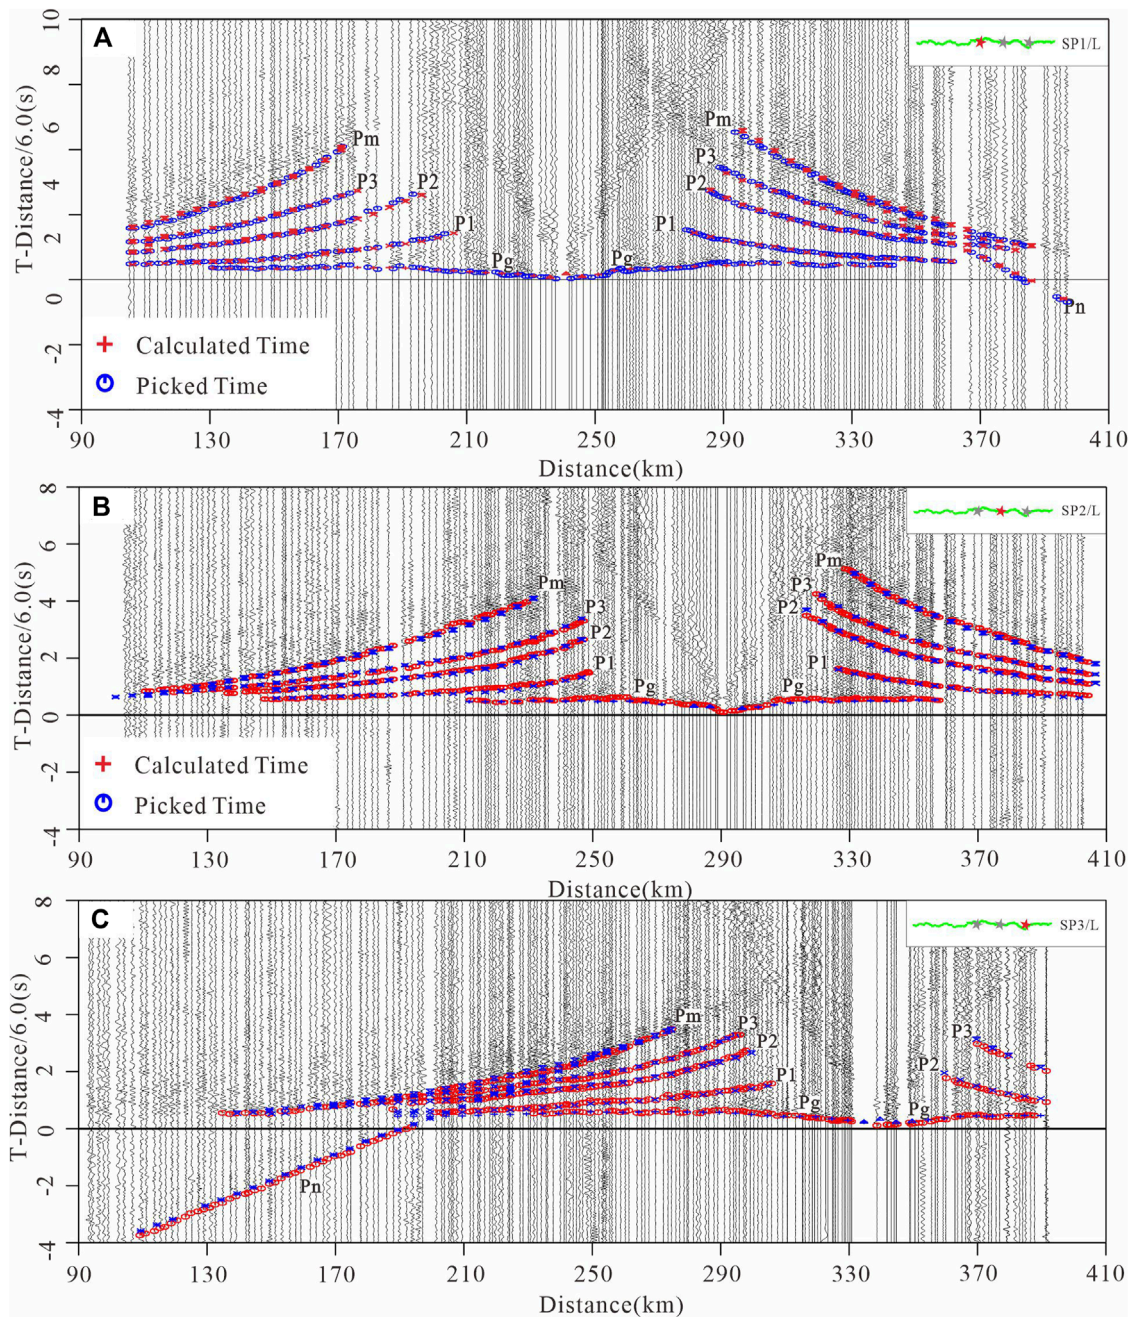 A
SP1/L
T-Distance/6.0(s)
10
8
6
4
2
0
-2
-4
Pm
P3
P2
P1
Pg
Pg
P1
P2
P3
Pm
Pn
Calculated Time
Picked Time
90 130 170 210 250 290 330 370 410
Distance(km)
B
SP2/L
T-Distance/6.0(s)
8
6
4
2
0
-2
-4
Pm
P3
P2
P1
Pg
Pg
P1
P2
P3
Pm
Calculated Time
Picked Time
90 130 170 210 250 290 330 370 410
Distance(km)
C
SP3/L
T-Distance/6.0(s)
8
6
4
2
0
-2
-4
Pm
P3
P2
P1
Pg
Pg
P2
P3
Pn
90 130 170 210 250 290 330 370 410
Distance(km)